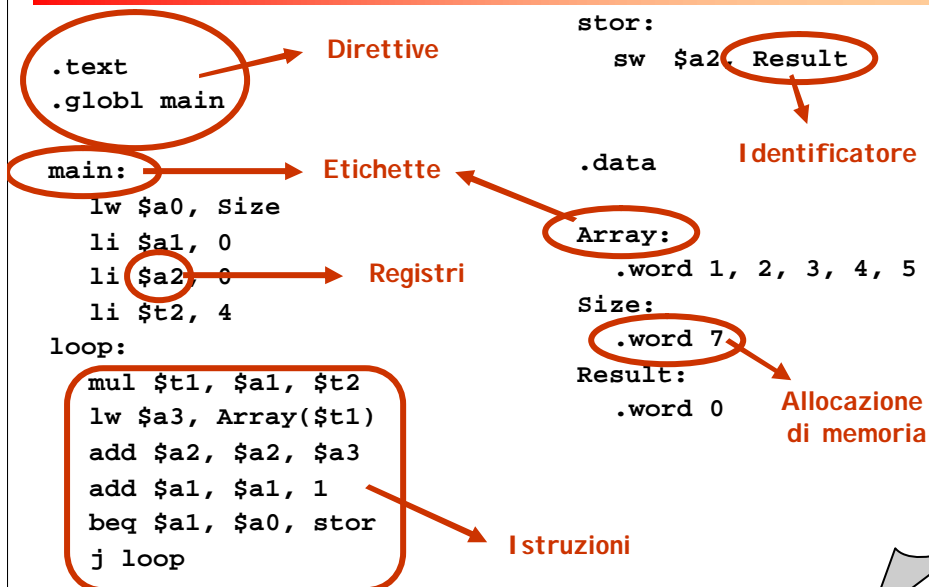 .text
.globl main
Direttive
main:
Etichette
lw $a0, Size
li $a1, 0
li $a2, 0
Registri
li $t2, 4
loop:
mul $t1, $a1, $t2
lw $a3, Array($t1)
add $a2, $a2, $a3
add $a1, $a1, 1
beq $a1, $a0, stor
j loop
Istruzioni
stor:
sw $a2, Result
Identificatore
.data
Array:
.word 1, 2, 3, 4, 5
Size:
.word 7
Result:
.word 0
Allocazione
di memoria